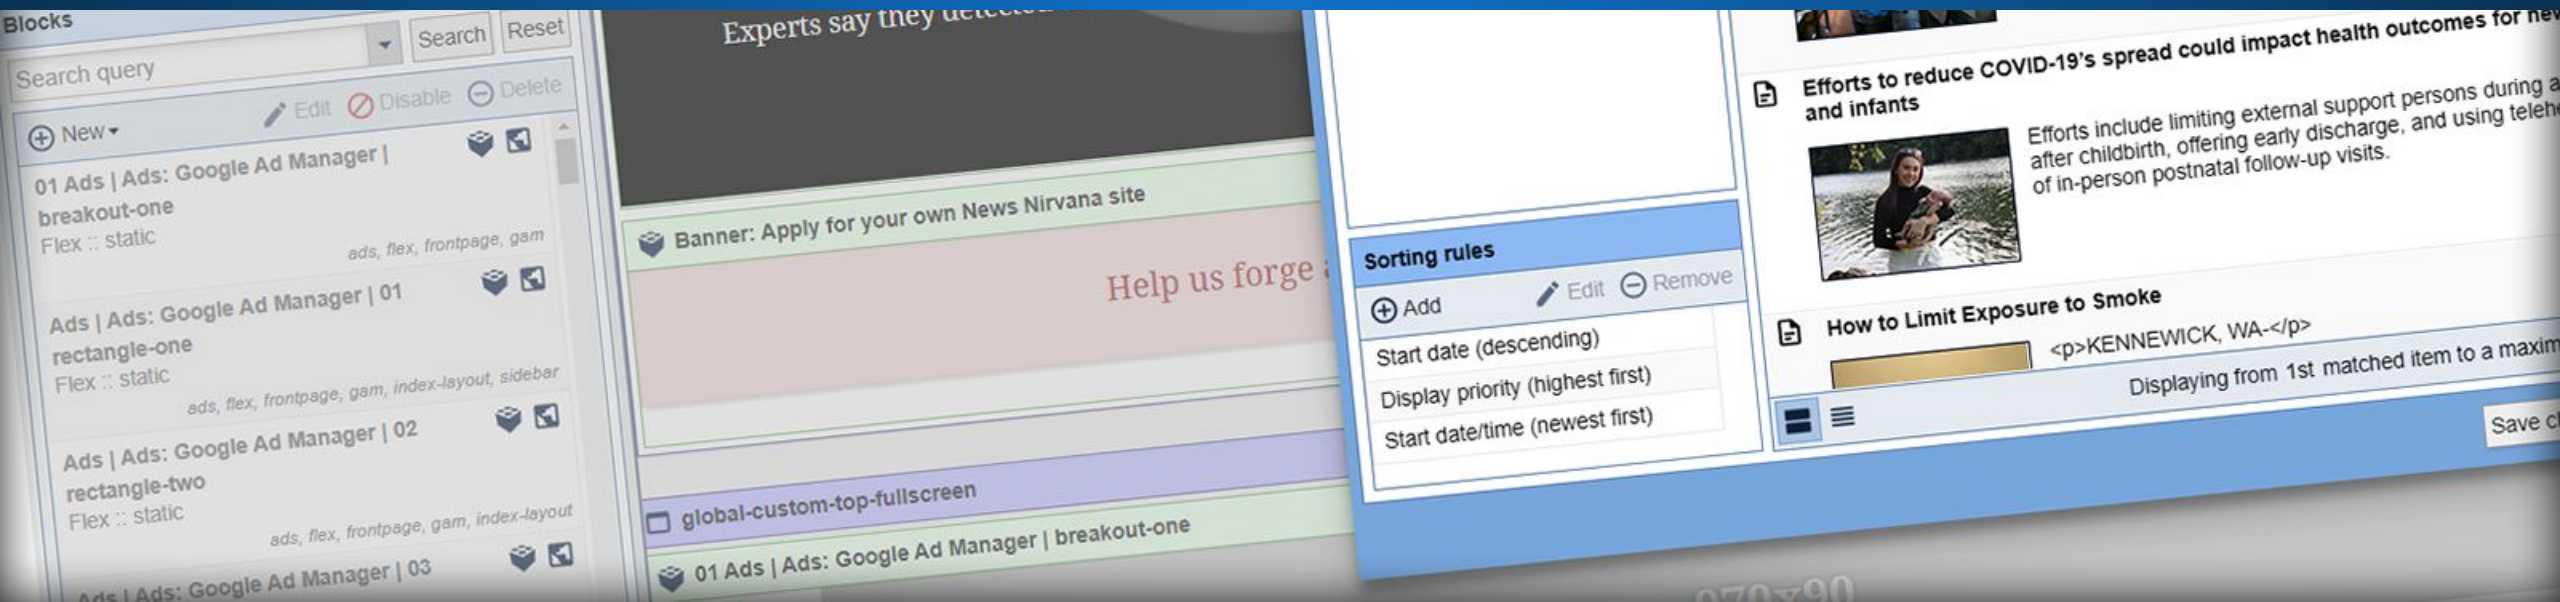 Blocks
Search query
Search
Reset
New
Edit
Disable
Delete
01 Ads | Ads: Google Ad Manager |
breakout-one
Flex :: static
ads, flex, frontpage, gam
Ads | Ads: Google Ad Manager | 01
rectangle-one
Flex :: static
ads, flex, frontpage, gam, index-layout, sidebar
Ads | Ads: Google Ad Manager | 02
rectangle-two
Flex :: static
ads, flex, frontpage, gam, index-layout
Ads | Ads: Google Ad Manager | 03
Experts say they detected
Banner: Apply for your own News Nirvana site
Help us forge
global-custom-top-fullscreen
01 Ads | Ads: Google Ad Manager | breakout-one
970x90
Sorting rules
Add
Edit
Remove
Start date (descending)
Display priority (highest first)
Start date/time (newest first)
Efforts to reduce COVID-19's spread could impact health outcomes for
and infants
Efforts include limiting external support persons during
after childbirth, offering early discharge, and using
of in-person postnatal follow-up visits.
How to Limit Exposure to Smoke
<p>KENNEWICK, WA-</p>
Displaying from 1st matched item to a
Save